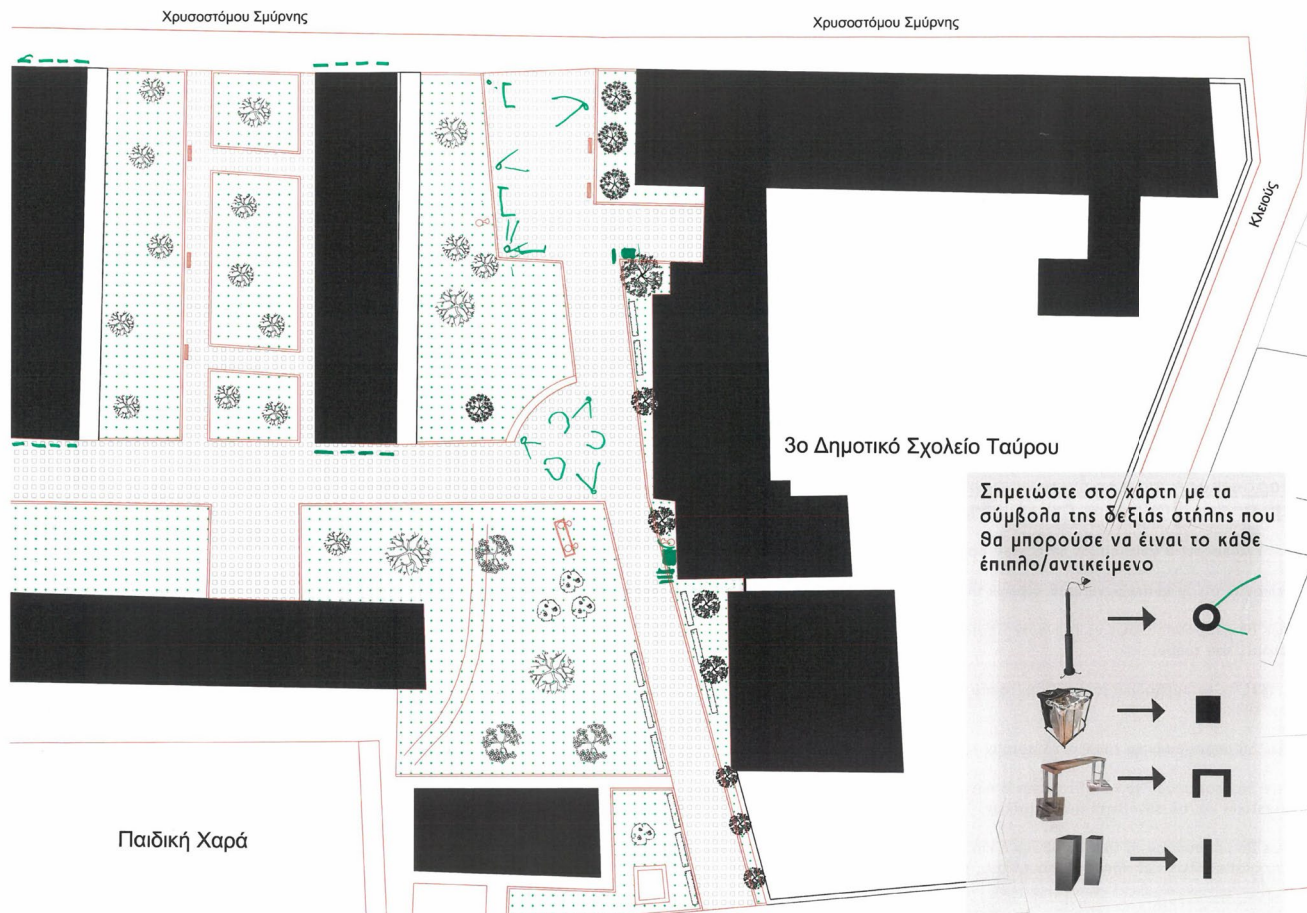 Χρυσοστόμου Σμύρνης
Χρυσοστόμου Σμύρνης
Κλειούς
3ο Δημοτικό Σχολείο Ταύρου
Σημειώστε στο χάρτη με τα
σύμβολα της δεξιάς στήλης που
θα μπορούσε να έιναι το κάθε
έπιπλο/αντικείμενο
Παιδική Χαρά